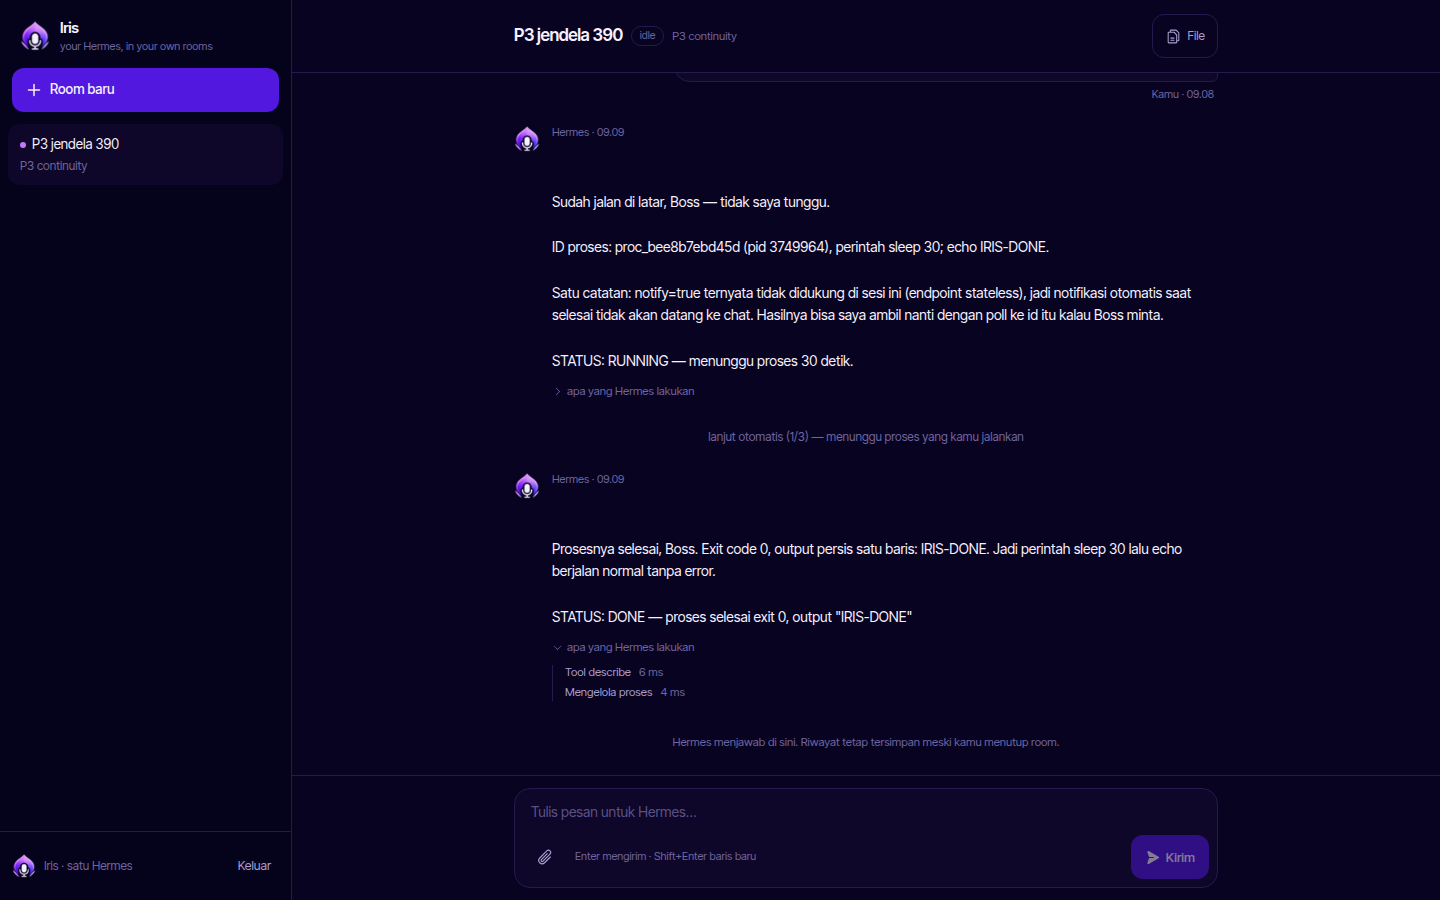 Iris
your Hermes, in your own rooms
Room baru
P3 jendela 390
P3 continuity
Iris · satu Hermes
Keluar
P3 jendela 390
idle
P3 continuity
File
Kamu · 09.08
Hermes · 09.09
Sudah jalan di latar, Boss — tidak saya tunggu.
ID proses: proc_bee8b7ebd45d (pid 3749964), perintah sleep 30; echo IRIS-DONE.
Satu catatan: notify=true ternyata tidak didukung di sesi ini (endpoint stateless), jadi notifikasi otomatis saat
selesai tidak akan datang ke chat. Hasilnya bisa saya ambil nanti dengan poll ke id itu kalau Boss minta.
STATUS: RUNNING — menunggu proses 30 detik.
apa yang Hermes lakukan
lanjut otomatis (1/3) — menunggu proses yang kamu jalankan
Hermes · 09.09
Prosesnya selesai, Boss. Exit code 0, output persis satu baris: IRIS-DONE. Jadi perintah sleep 30 lalu echo
berjalan normal tanpa error.
STATUS: DONE — proses selesai exit 0, output "IRIS-DONE"
apa yang Hermes lakukan
Tool describe 6 ms
Mengelola proses 4 ms
Hermes menjawab di sini. Riwayat tetap tersimpan meski kamu menutup room.
Tulis pesan untuk Hermes...
Enter mengirim · Shift+Enter baris baru
Kirim